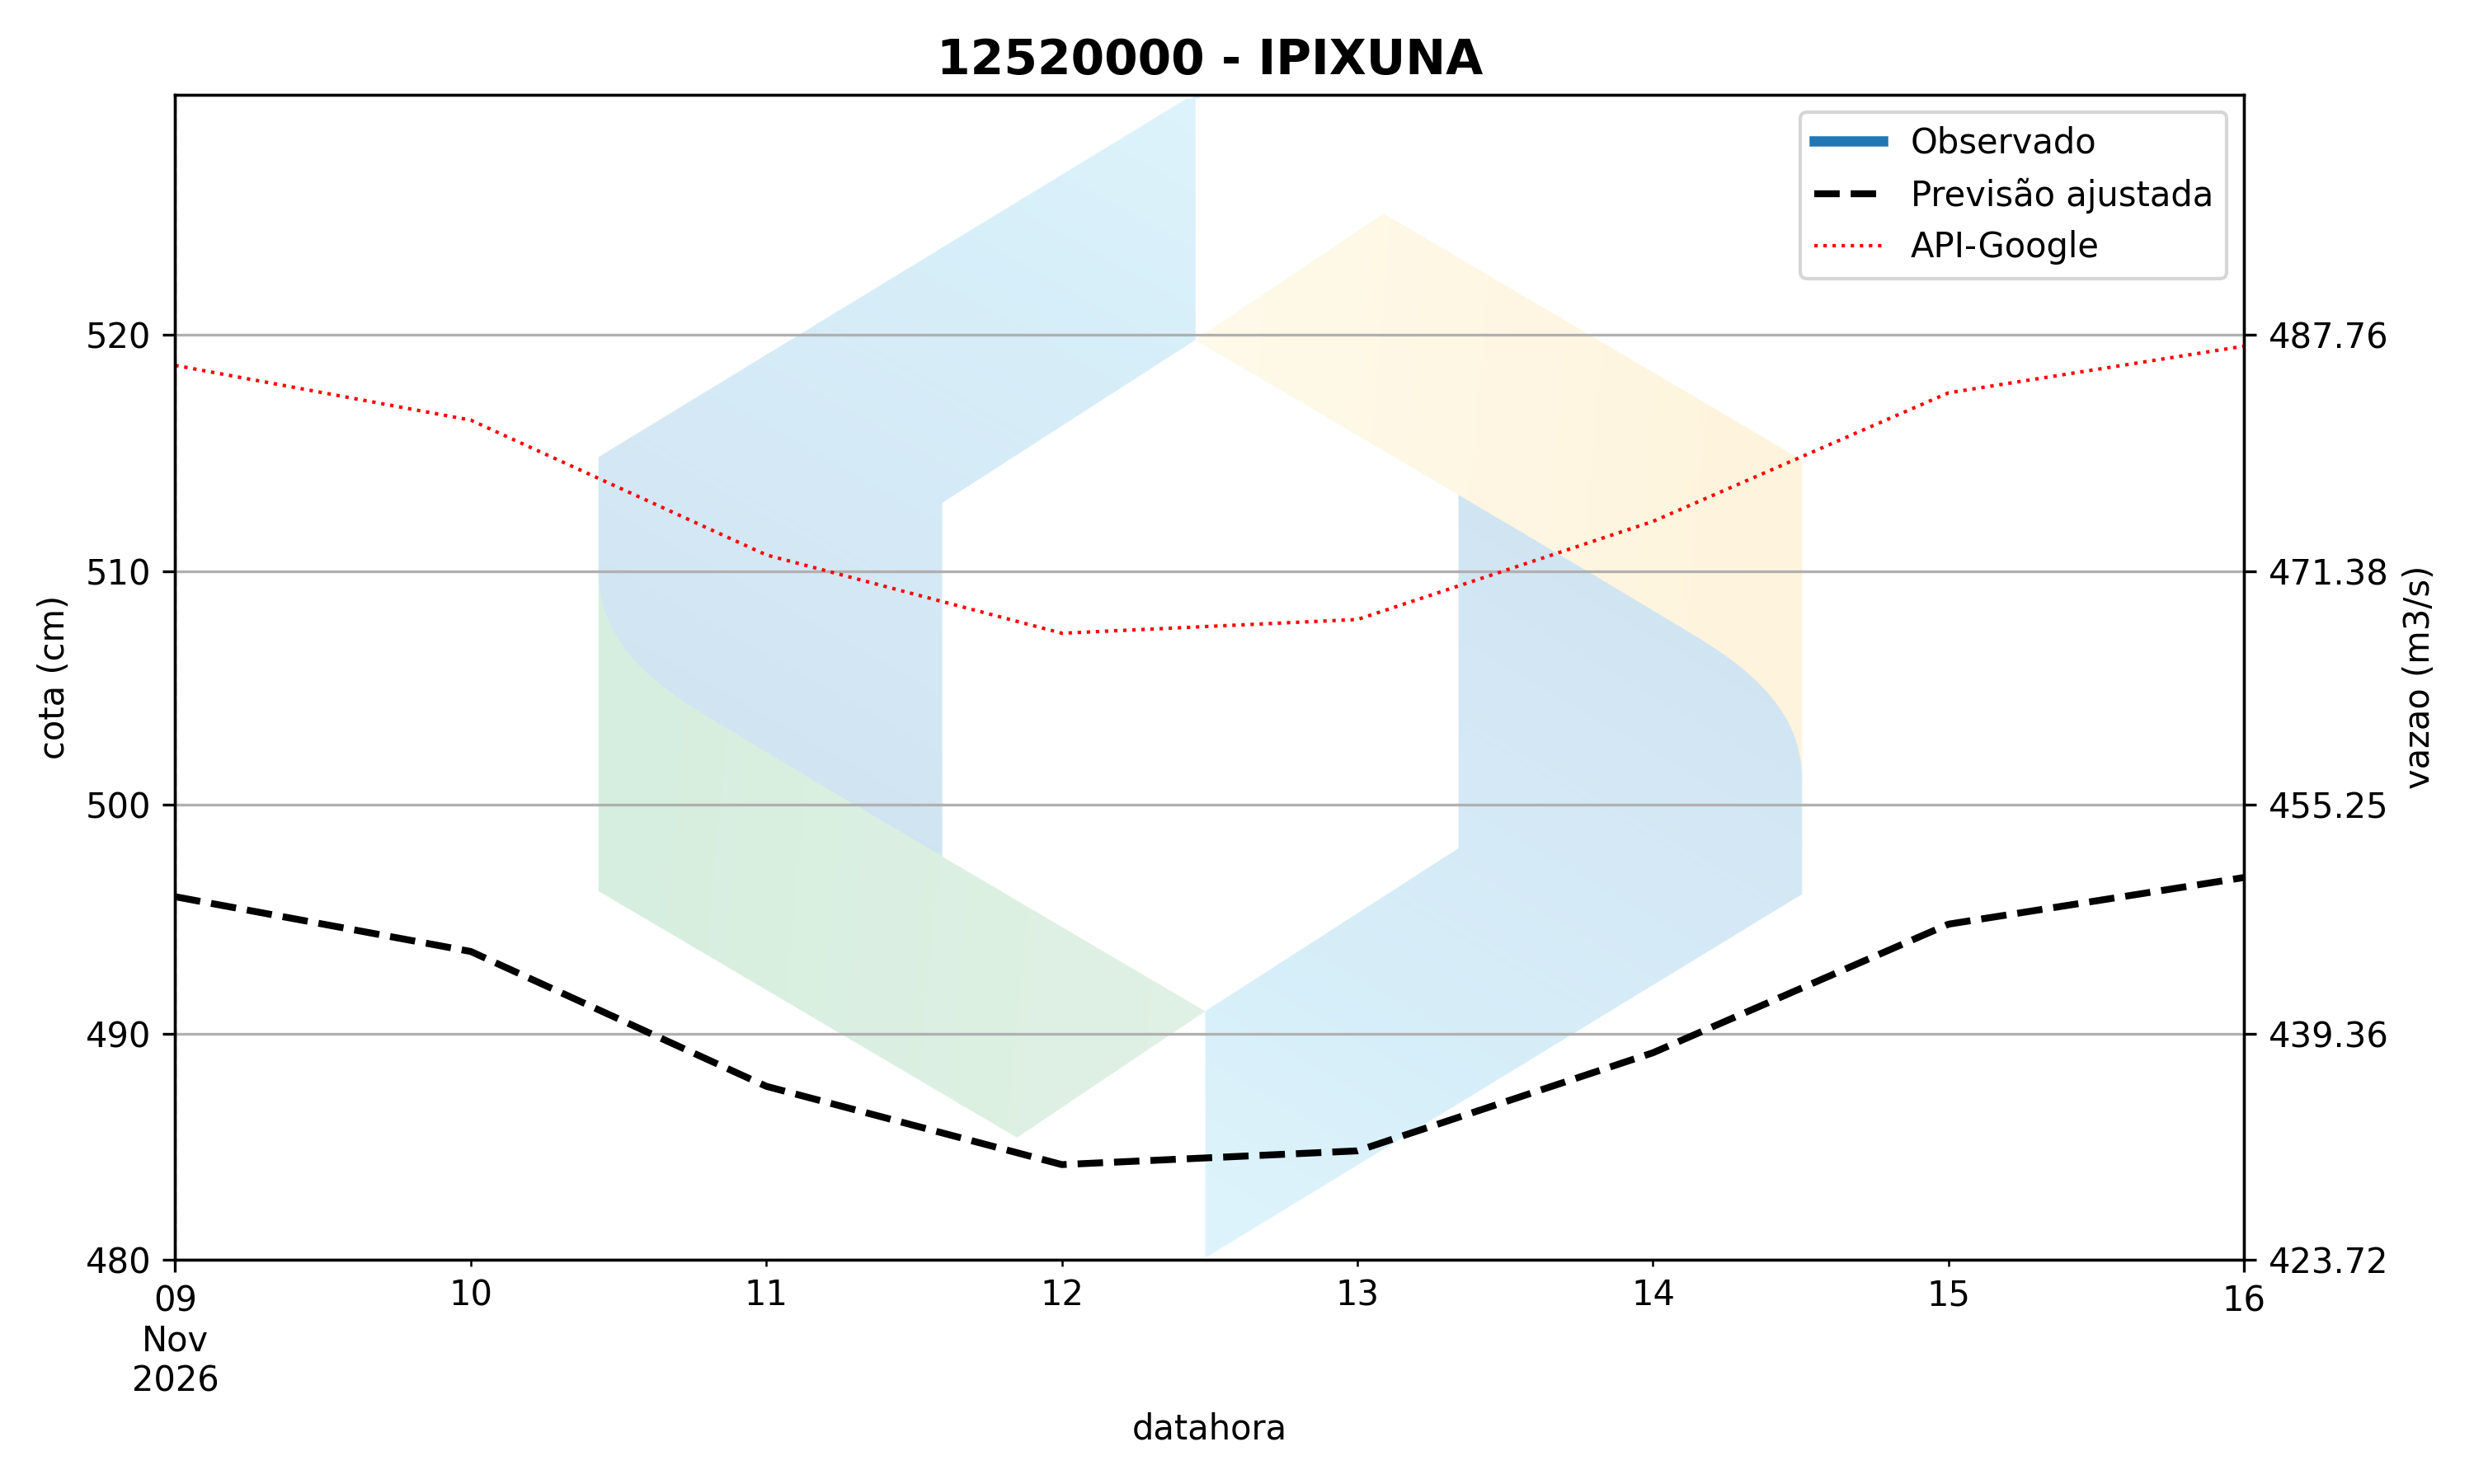 12520000 - IPIXUNA
Observado
Previsão ajustada
API-Google
520
510
500
490
480
cota (cm)
487.76
471.38
455.25
439.36
423.72
vazao (m3/s)
09
Nov
2026
10
11
12
13
14
15
16
datahora